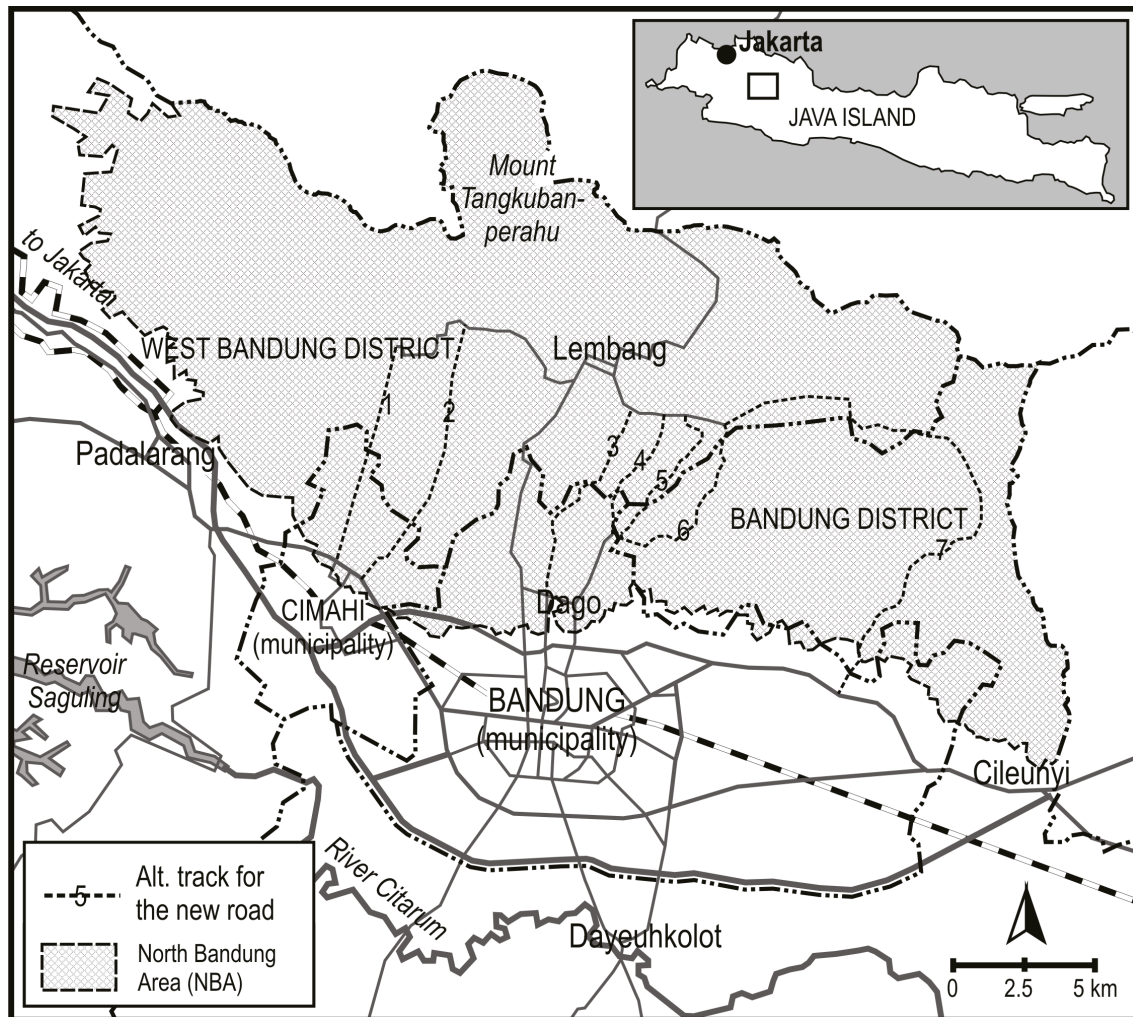 Jakarta
JAVA ISLAND
Mount
Tangkuban-
perahu
to Jakarta
WEST BANDUNG DISTRICT
Lembang
1
2
3
4
5
6
7
Padalarang
BANDUNG DISTRICT
CIMAHI
(municipality)
Dago
Reservoir
Saguling
BANDUNG
(municipality)
Cileunyi
River Citarum
Dayeuhkolot
5
Alt. track for
the new road
North Bandung
Area (NBA)
0 2.5 5 km